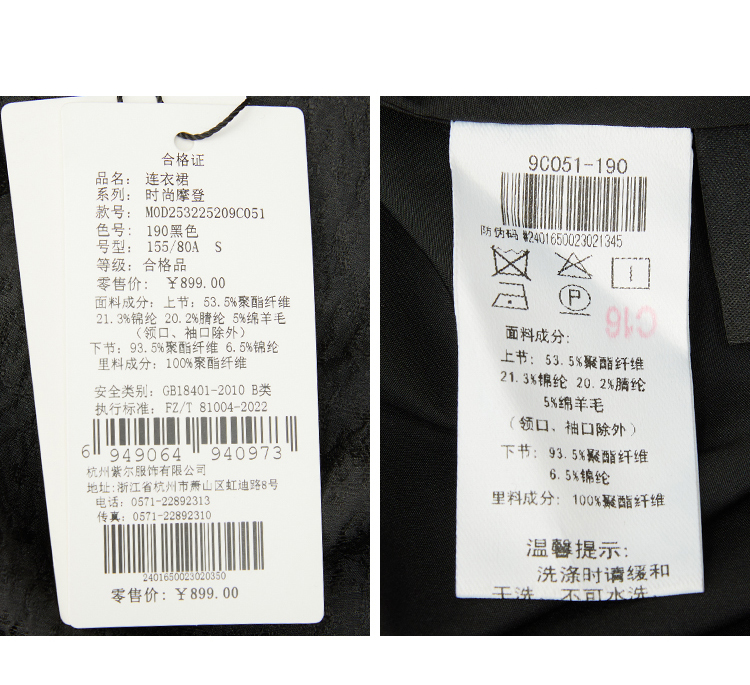 合格证
品名: 连衣裙
系列: 时尚摩登
款号: MOD253225209C051
色号: 190黑色
号型: 155/80A S
等级: 合格品
零售价: ￥899.00
面料成分: 上节: 53.5%聚酯纤维
21.3%锦纶 20.2%腈纶 5%绵羊毛
(领口、袖口除外)
下节: 93.5%聚酯纤维 6.5%锦纶
里料成分: 100%聚酯纤维
安全类别: GB18401-2010 B类
执行标准: FZ/T 81004-2022
6 949064 940973
杭州紫尔服饰有限公司
地址:浙江省杭州市萧山区虹迪路8号
电话: 0571-22892313
传真: 0571-22892310
2401650023020350
零售价: ￥899.00
9C051-190
防伪码 #2401650023021345
P
C16
面料成分:
上节: 53.5%聚酯纤维
21.3%锦纶 20.2%腈纶
5%绵羊毛
(领口、袖口除外)
下节: 93.5%聚酯纤维
6.5%锦纶
里料成分: 100%聚酯纤维
温馨提示:
洗涤时请缓和
干洗，不可水洗